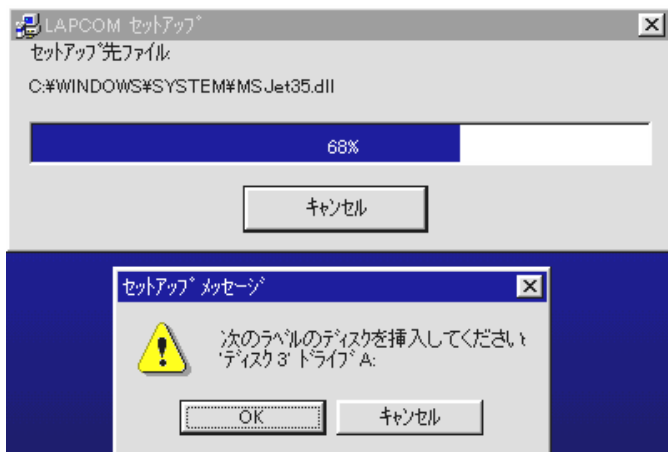 LAPCOM ｾｯﾄｱｯﾌﾟ
ｾｯﾄｱｯﾌﾟ先ﾌｧｲﾙ:
C:¥WINDOWS¥SYSTEM¥MSJet35.dll
68%
ｷｬﾝｾﾙ
ｾｯﾄｱｯﾌﾟ ﾒｯｾｰｼﾞ
次のﾗﾍﾞﾙのﾃﾞｨｽｸを挿入してください:
'ﾃﾞｨｽｸ 3' ﾄﾞﾗｲﾌﾞ A:
OK
ｷｬﾝｾﾙ